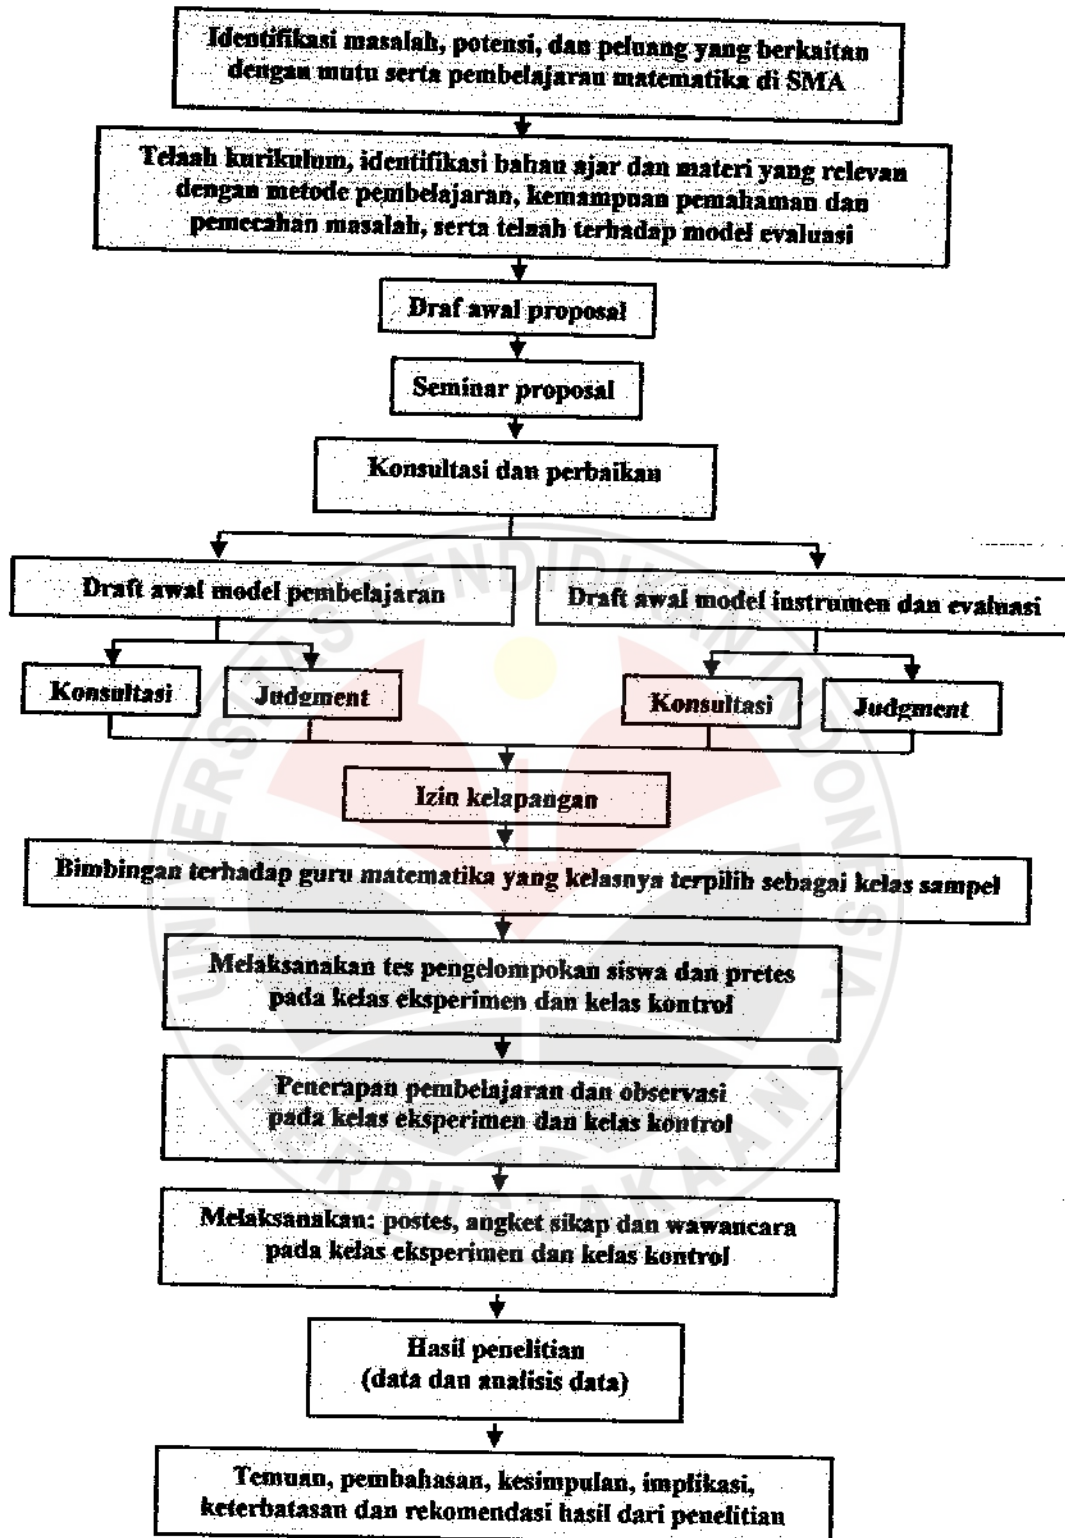 Identifikasi masalah, potensi, dan peluang yang berkaitan
dengan mutu serta pembelajaran matematika di SMA
Telaah kurikulum, identifikasi bahan ajar dan materi yang relevan
dengan metode pembelajaran, kemampuan pemahaman dan
pemecahan masalah, serta telaah terhadap model evaluasi
Draf awal proposal
Seminar proposal
Konsultasi dan perbaikan
Draft awal model pembelajaran
Draft awal model instrumen dan evaluasi
Konsultasi
Judgment
Konsultasi
Judgment
Izin kelapangan
Bimbingan terhadap guru matematika yang kelasnya terpilih sebagai kelas sampel
Melaksanakan tes pengelompokan siswa dan pretes
pada kelas eksperimen dan kelas kontrol
Penerapan pembelajaran dan observasi
pada kelas eksperimen dan kelas kontrol
Melaksanakan: postes, angket sikap dan wawancara
pada kelas eksperimen dan kelas kontrol
Hasil penelitian
(data dan analisis data)
Temuan, pembahasan, kesimpulan, implikasi,
keterbatasan dan rekomendasi hasil dari penelitian
UNIVERSITAS PENDIDIKAN INDONESIA
PERPUSTAKAAN